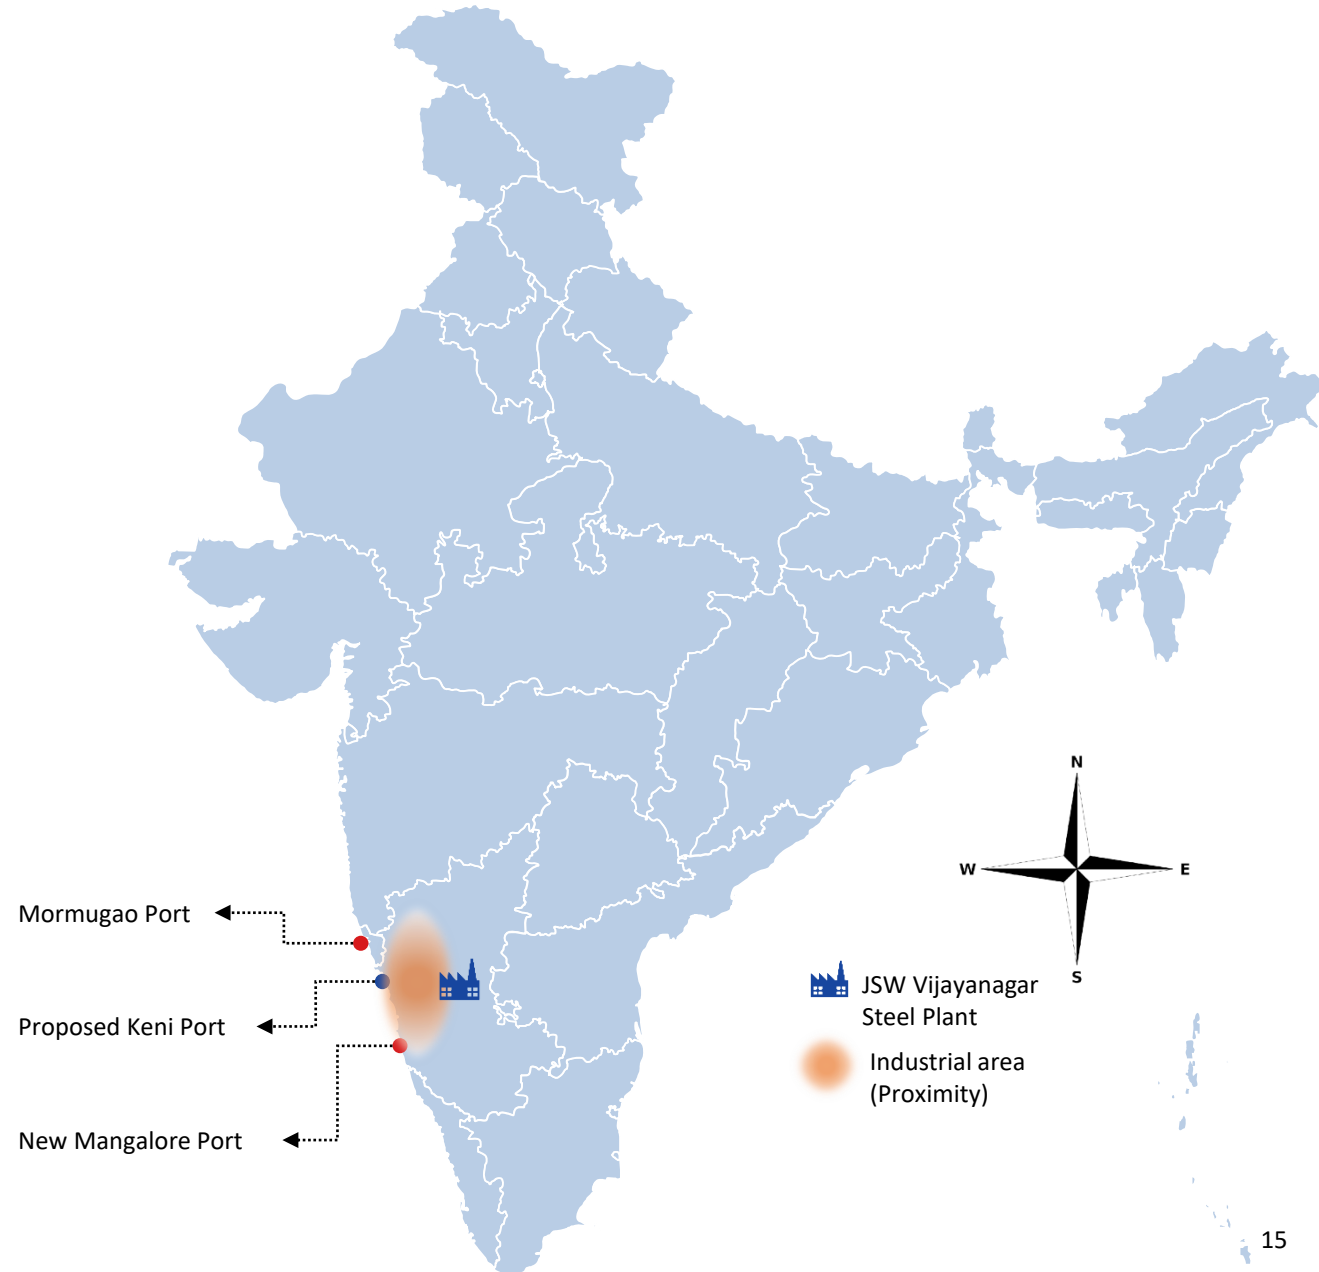 N
W
E
S
Mormugao Port
Proposed Keni Port
New Mangalore Port
JSW Vijayanagar
Steel Plant
Industrial area
(Proximity)
15